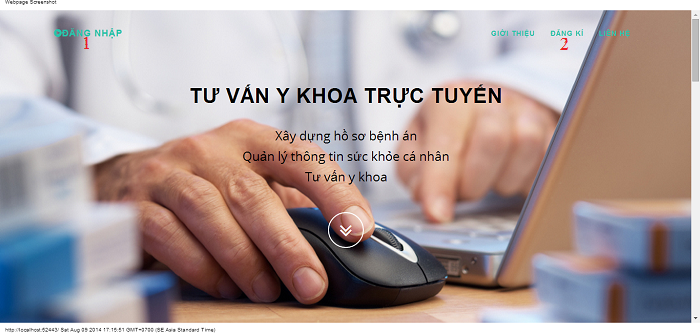 Webpage Screenshot
ĐĂNG NHẬP
1
GIỚI THIỆU ĐĂNG KÍ LIÊN HỆ
2
TƯ VẤN Y KHOA TRỰC TUYẾN
Xây dựng hồ sơ bệnh án
Quản lý thông tin sức khỏe cá nhân
Tư vấn y khoa
http://localhost:52443/ Sat Aug 09 2014 17:15:51 GMT+0700 (SE Asia Standard Time)